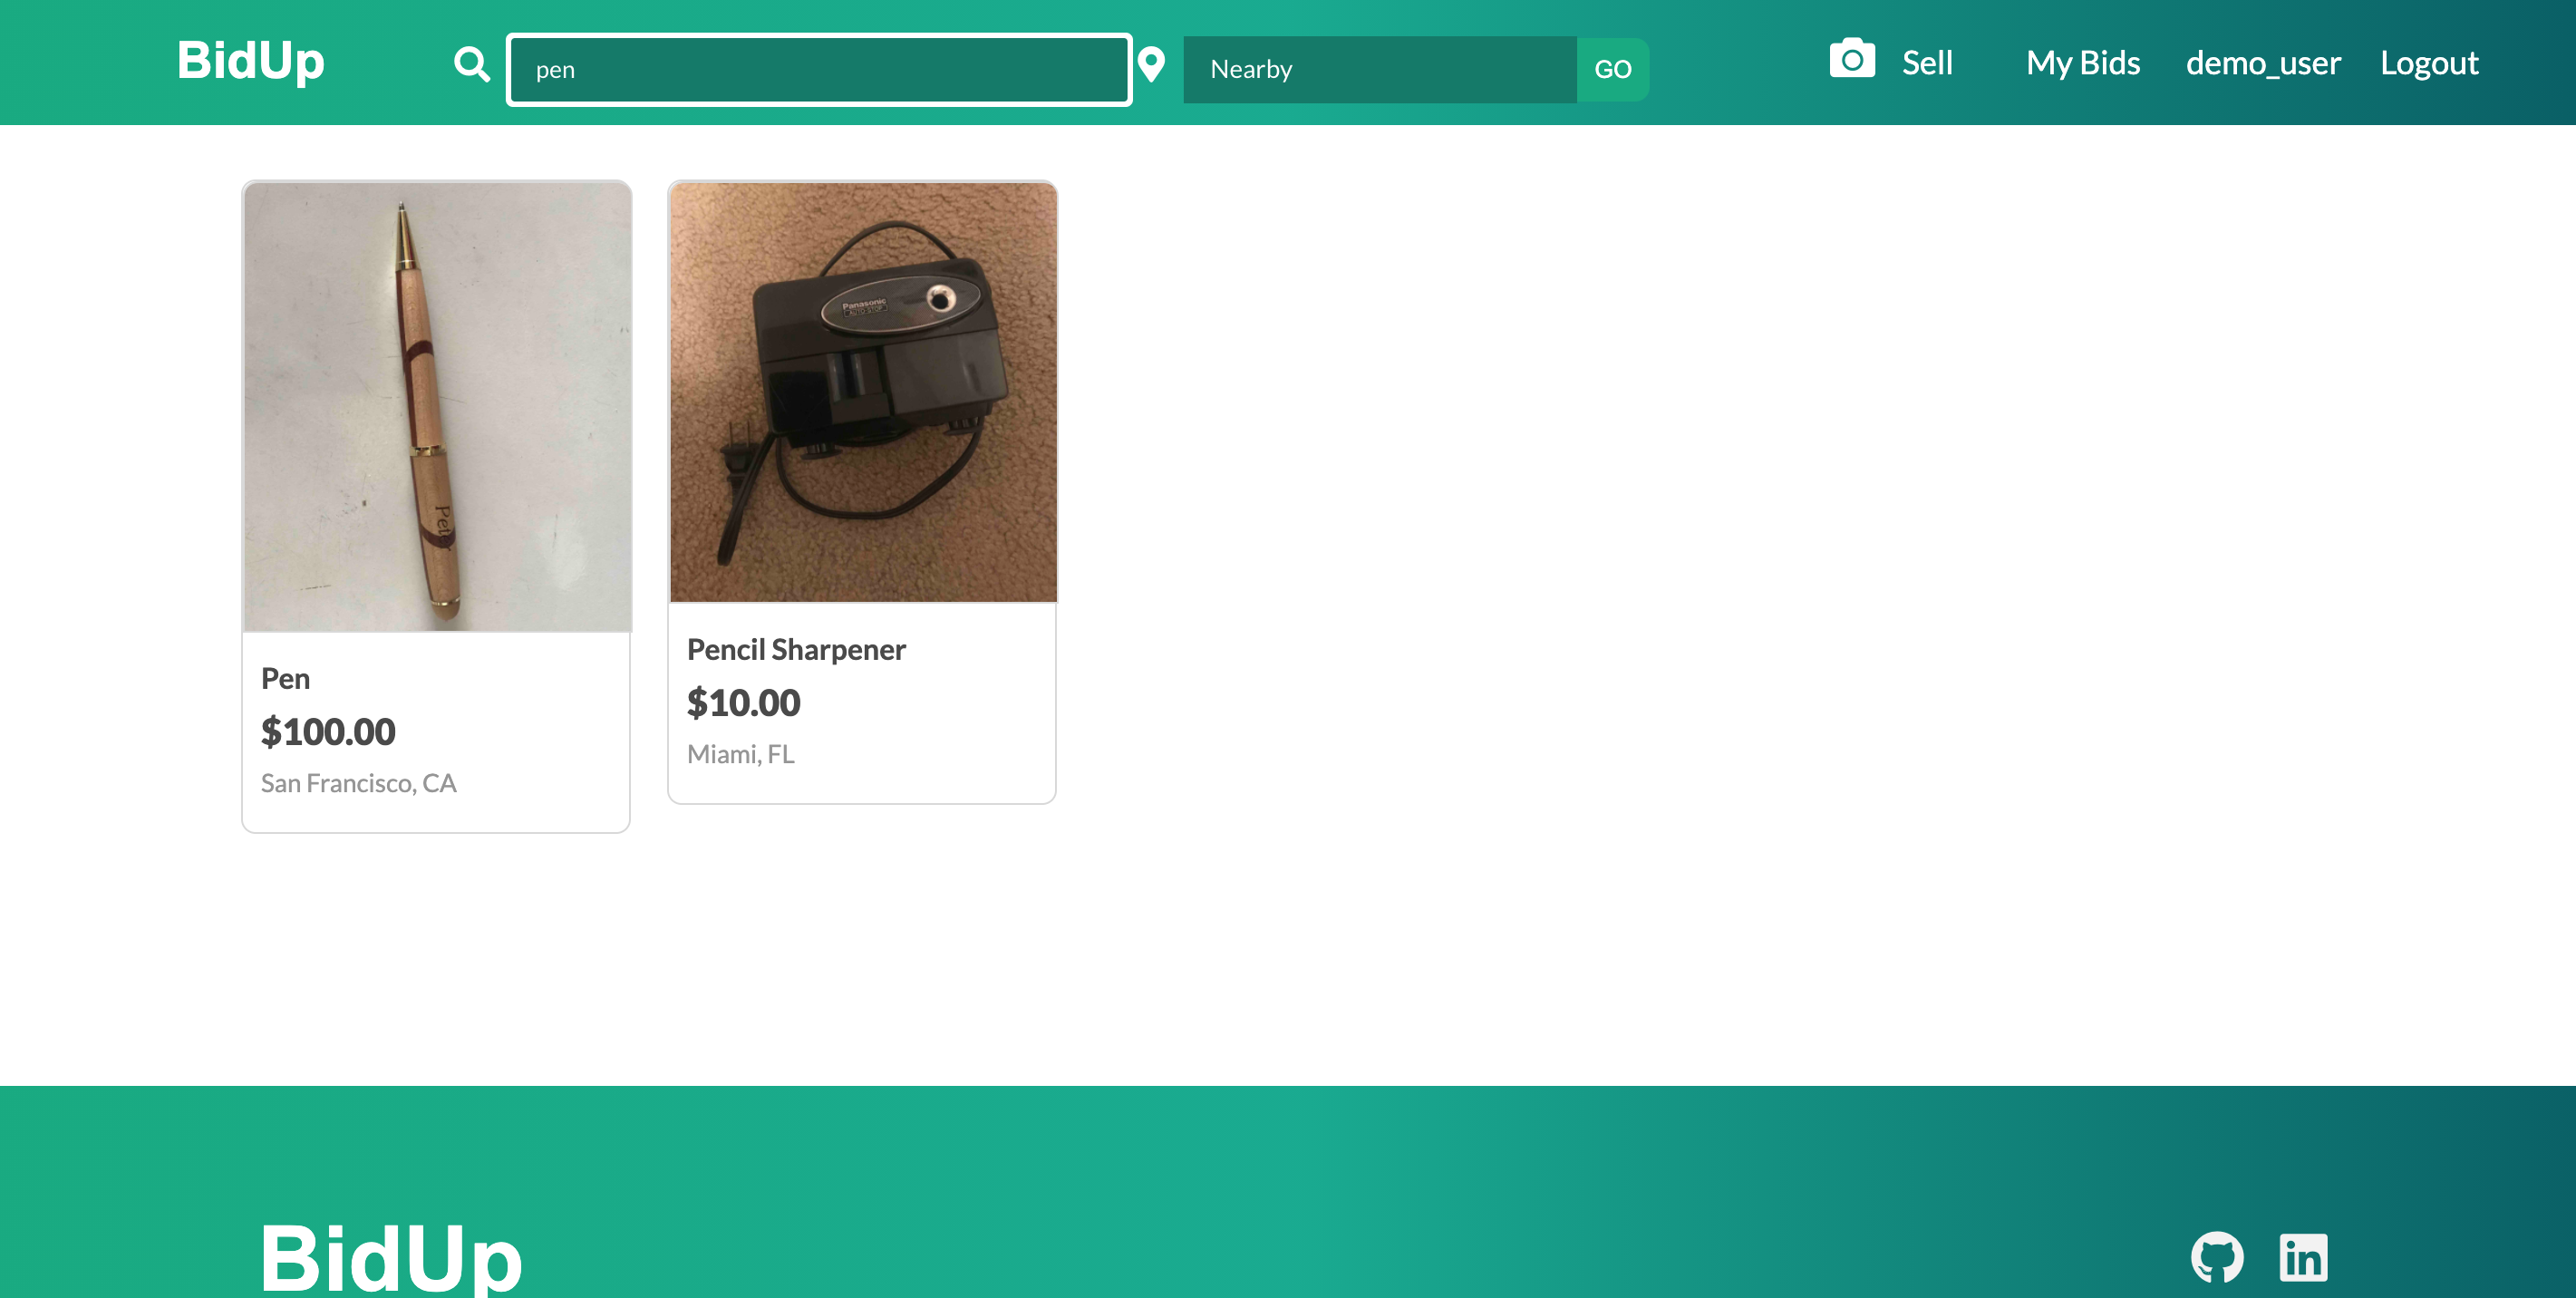 BidUp
pen
Nearby
GO
Sell
My Bids
demo_user
Logout
Panasonic
AUTO STOP
Pen
$100.00
San Francisco, CA
Pencil Sharpener
$10.00
Miami, FL
BidUp
in